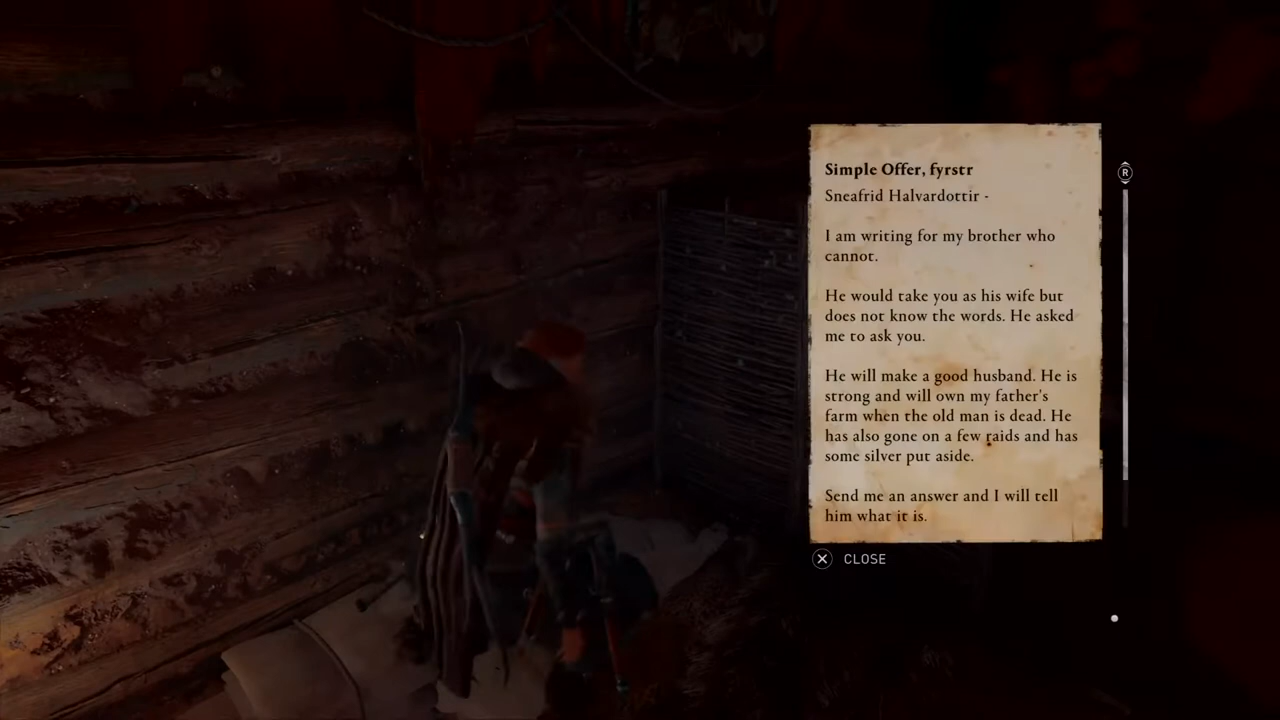 Simple Offer, fyrstr
Sneafrid Halvardottir -
I am writing for my brother who
cannot.
He would take you as his wife but
does not know the words. He asked
me to ask you.
He will make a good husband. He is
strong and will own my father's
farm when the old man is dead. He
has also gone on a few raids and has
some silver put aside.
Send me an answer and I will tell
him what it is.
R
CLOSE